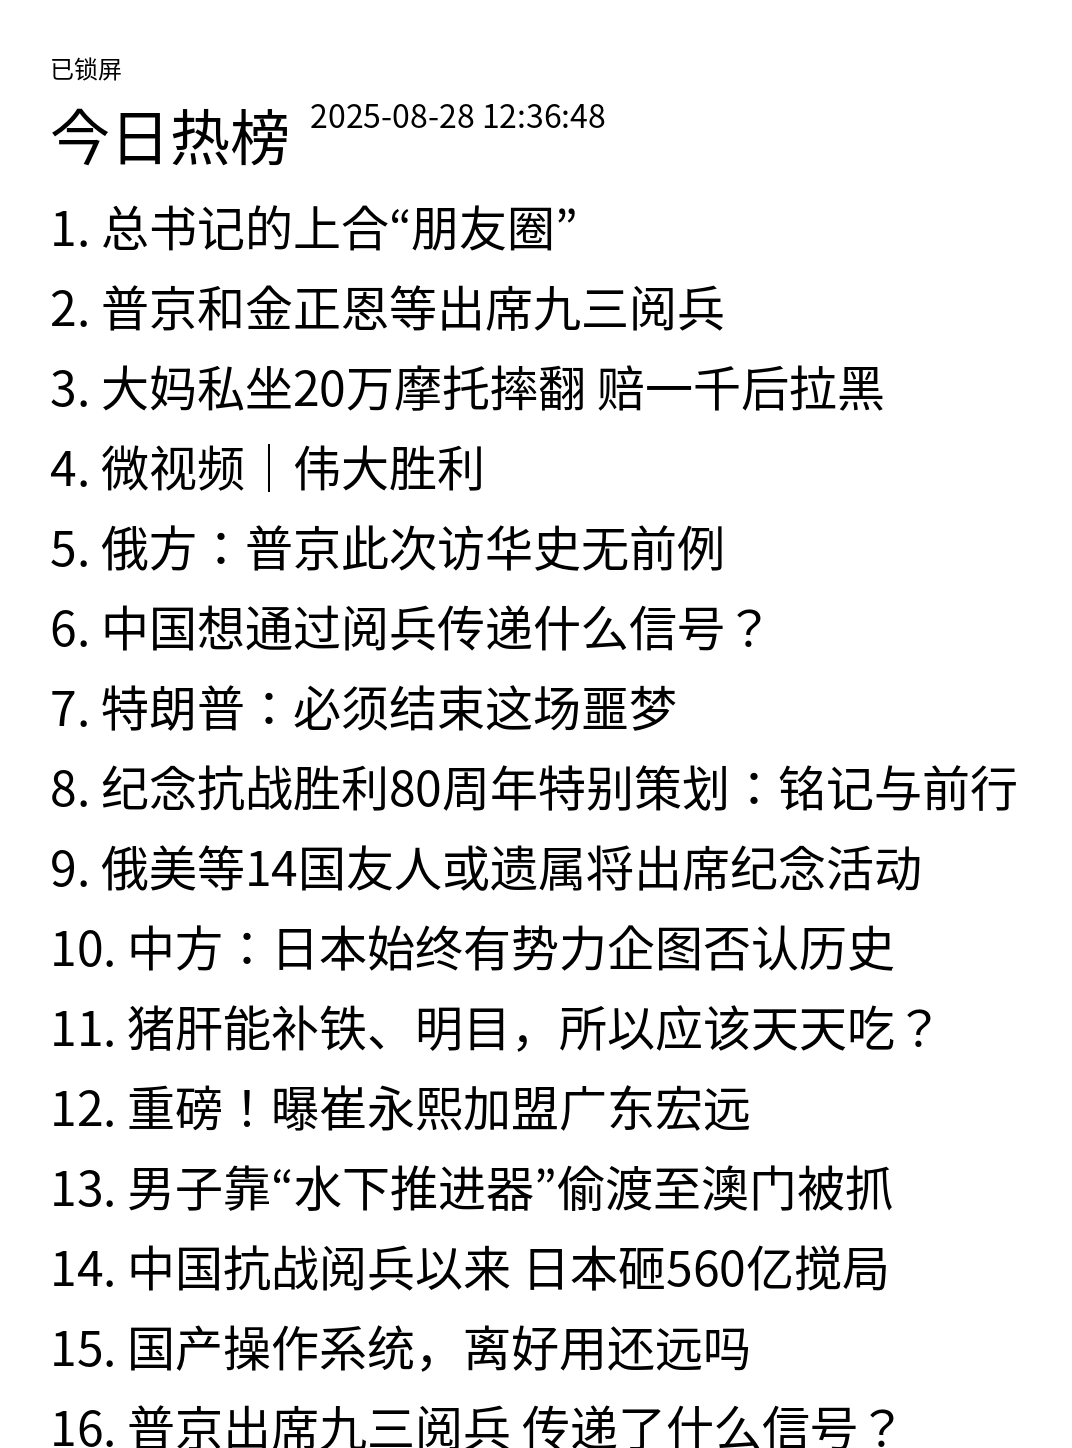 已锁屏
今日热榜 2025-08-28 12:36:48
1. 总书记的上合“朋友圈”
2. 普京和金正恩等出席九三阅兵
3. 大妈私坐20万摩托摔翻 赔一千后拉黑
4. 微视频｜伟大胜利
5. 俄方：普京此次访华史无前例
6. 中国想通过阅兵传递什么信号？
7. 特朗普：必须结束这场噩梦
8. 纪念抗战胜利80周年特别策划：铭记与前行
9. 俄美等14国友人或遗属将出席纪念活动
10. 中方：日本始终有势力企图否认历史
11. 猪肝能补铁、明目，所以应该天天吃？
12. 重磅！曝崔永熙加盟广东宏远
13. 男子靠“水下推进器”偷渡至澳门被抓
14. 中国抗战阅兵以来 日本砸560亿搅局
15. 国产操作系统，离好用还远吗
16. 普京出席九三阅兵 传递了什么信号？